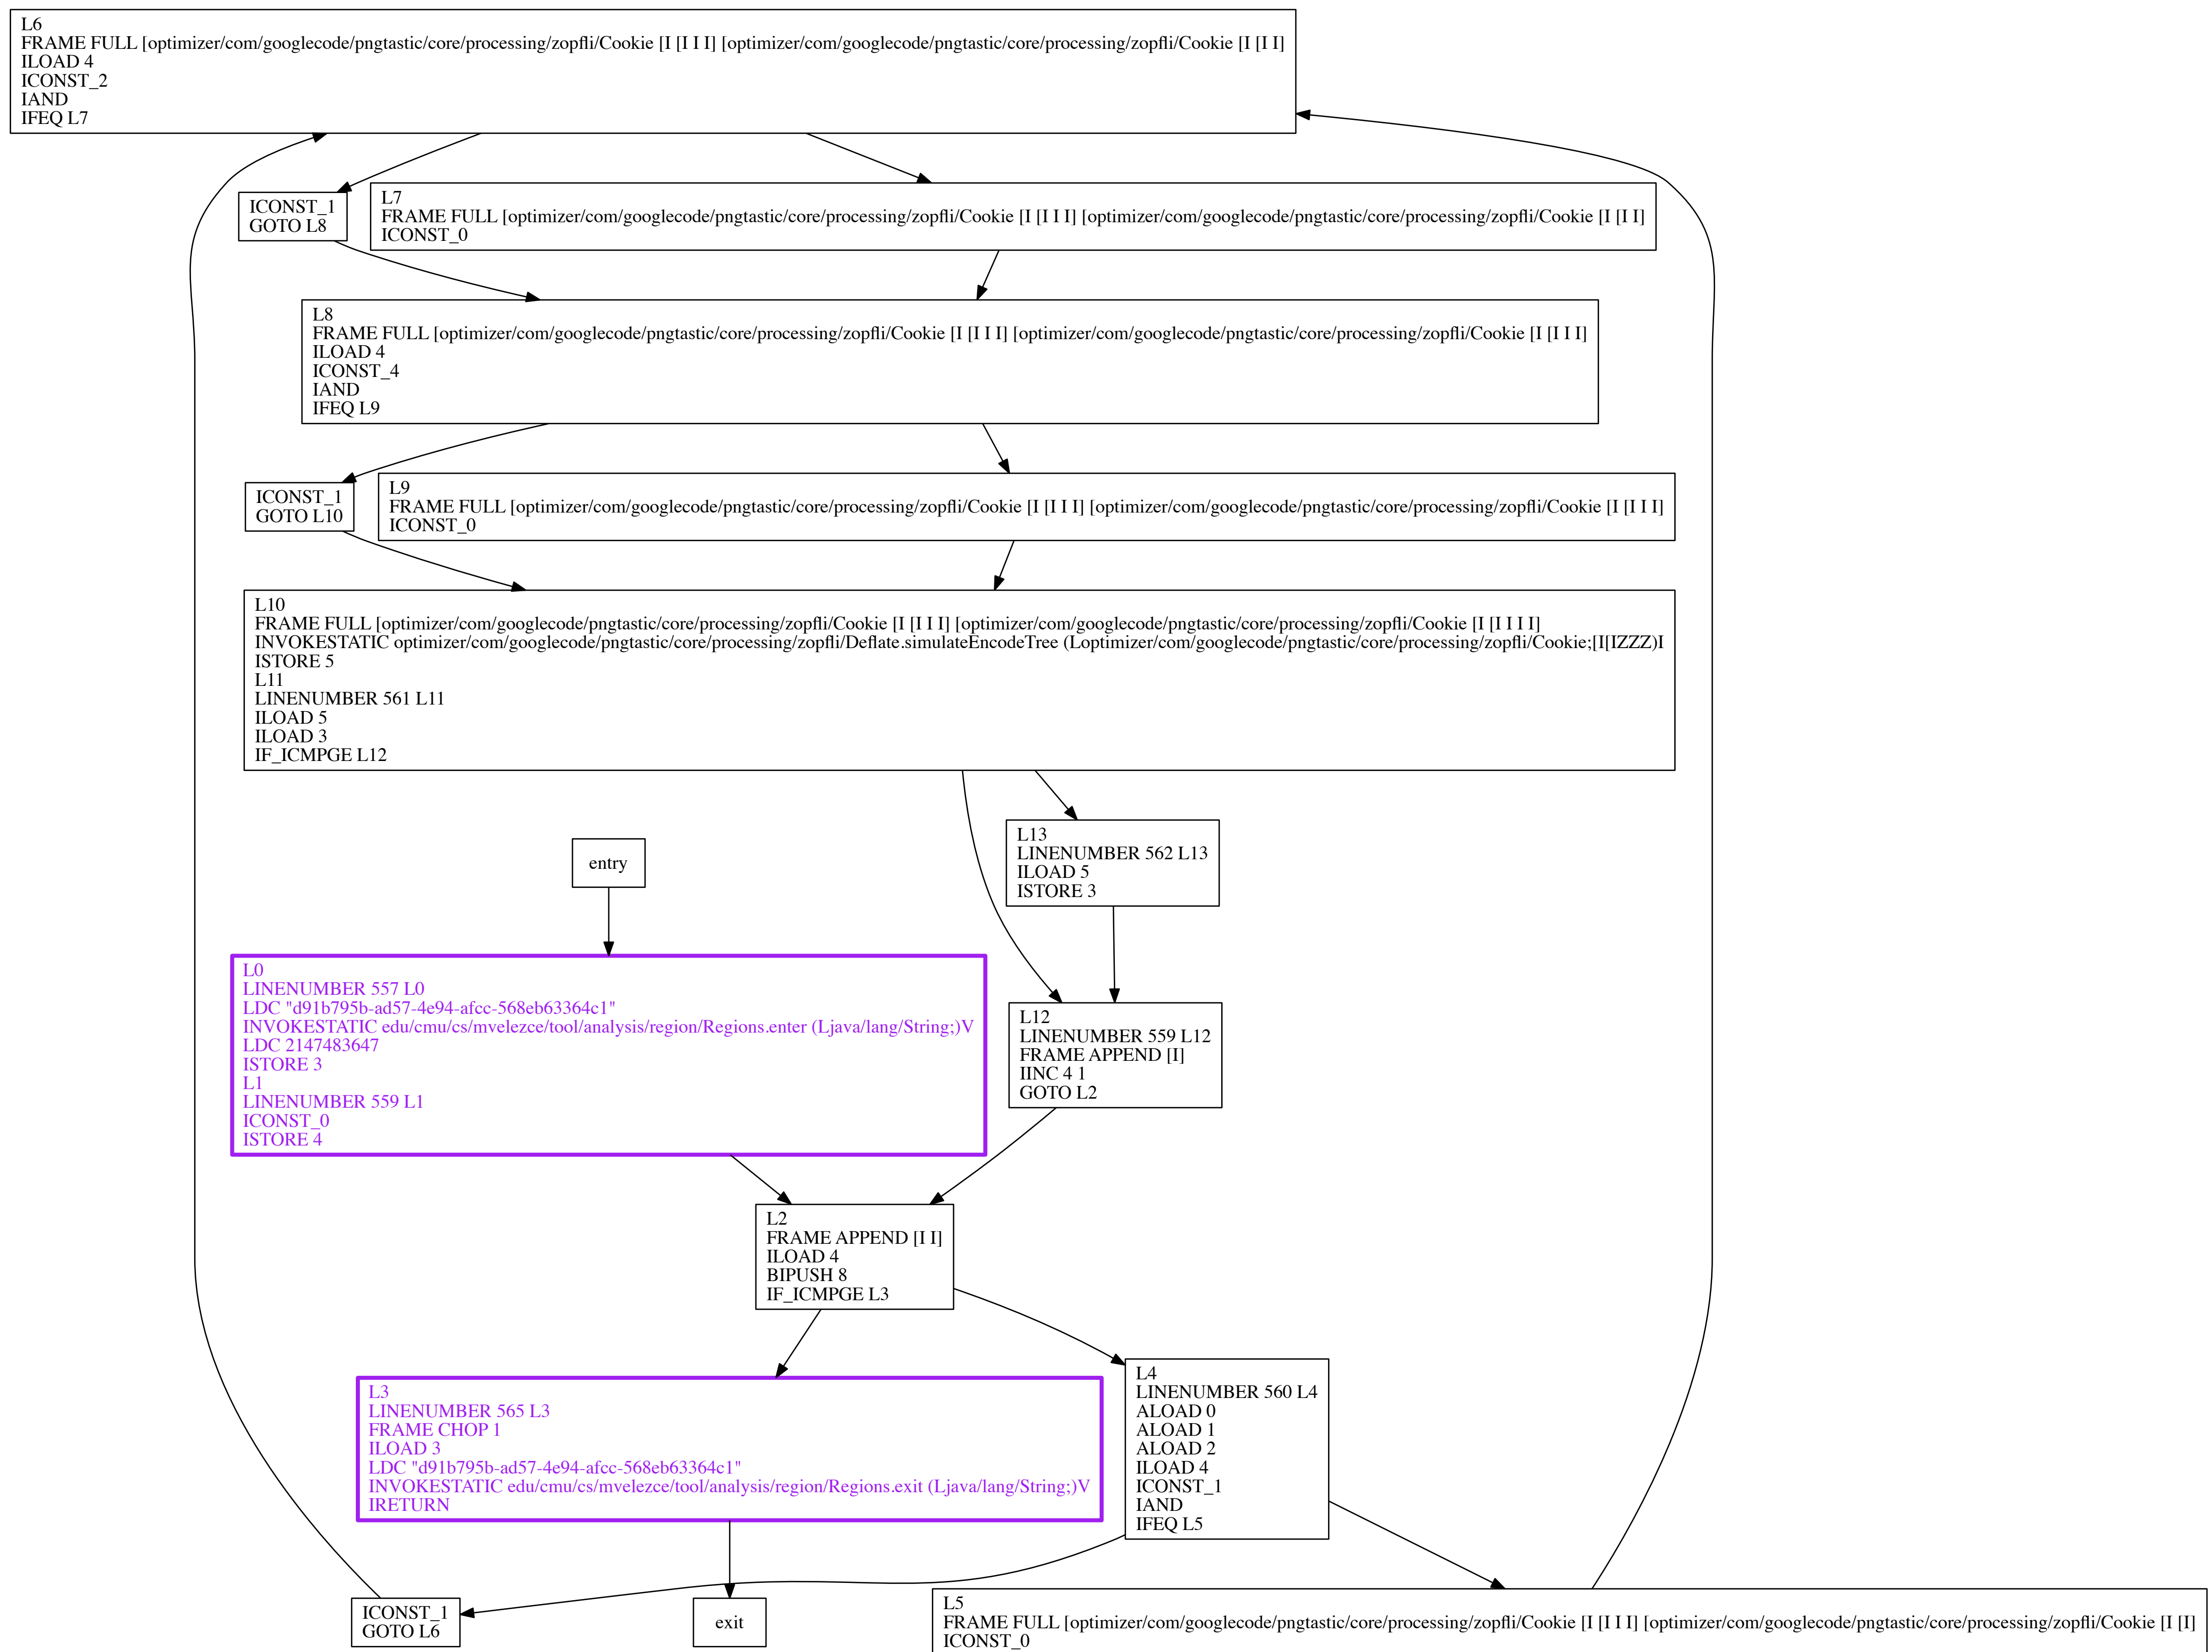 L6
FRAME FULL [optimizer/com/googlecode/pngtastic/core/processing/zopfli/Cookie [I [I I I] [optimizer/com/googlecode/pngtastic/core/processing/zopfli/Cookie [I [I I]
ILOAD 4
ICONST_2
IAND
IFEQ L7
ICONST_1
GOTO L8
L7
FRAME FULL [optimizer/com/googlecode/pngtastic/core/processing/zopfli/Cookie [I [I I I] [optimizer/com/googlecode/pngtastic/core/processing/zopfli/Cookie [I [I I]
ICONST_0
L8
FRAME FULL [optimizer/com/googlecode/pngtastic/core/processing/zopfli/Cookie [I [I I I] [optimizer/com/googlecode/pngtastic/core/processing/zopfli/Cookie [I [I I I]
ILOAD 4
ICONST_4
IAND
IFEQ L9
ICONST_1
GOTO L10
L9
FRAME FULL [optimizer/com/googlecode/pngtastic/core/processing/zopfli/Cookie [I [I I I] [optimizer/com/googlecode/pngtastic/core/processing/zopfli/Cookie [I [I I I]
ICONST_0
L10
FRAME FULL [optimizer/com/googlecode/pngtastic/core/processing/zopfli/Cookie [I [I I I] [optimizer/com/googlecode/pngtastic/core/processing/zopfli/Cookie [I [I I I I]
INVOKESTATIC optimizer/com/googlecode/pngtastic/core/processing/zopfli/Deflate.simulateEncodeTree (Loptimizer/com/googlecode/pngtastic/core/processing/zopfli/Cookie;[I[IZZZ)I
ISTORE 5
L11
LINENUMBER 561 L11
ILOAD 5
ILOAD 3
IF_ICMPGE L12
L13
LINENUMBER 562 L13
ILOAD 5
ISTORE 3
entry
L0
LINENUMBER 557 L0
LDC "d91b795b-ad57-4e94-afcc-568eb63364c1"
INVOKESTATIC edu/cmu/cs/mvelezce/tool/analysis/region/Regions.enter (Ljava/lang/String;)V
LDC 2147483647
ISTORE 3
L1
LINENUMBER 559 L1
ICONST_0
ISTORE 4
L12
LINENUMBER 559 L12
FRAME APPEND [I]
IINC 4 1
GOTO L2
L2
FRAME APPEND [I I]
ILOAD 4
BIPUSH 8
IF_ICMPGE L3
L3
LINENUMBER 565 L3
FRAME CHOP 1
ILOAD 3
LDC "d91b795b-ad57-4e94-afcc-568eb63364c1"
INVOKESTATIC edu/cmu/cs/mvelezce/tool/analysis/region/Regions.exit (Ljava/lang/String;)V
IRETURN
L4
LINENUMBER 560 L4
ALOAD 0
ALOAD 1
ALOAD 2
ILOAD 4
ICONST_1
IAND
IFEQ L5
ICONST_1
GOTO L6
exit
L5
FRAME FULL [optimizer/com/googlecode/pngtastic/core/processing/zopfli/Cookie [I [I I I] [optimizer/com/googlecode/pngtastic/core/processing/zopfli/Cookie [I [I]
ICONST_0